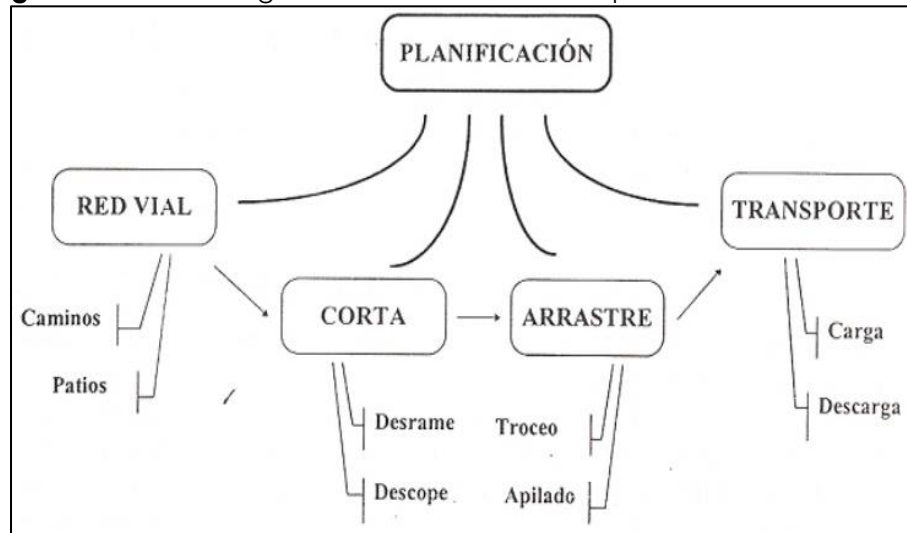 PLANIFICACIÓN
RED VIAL
TRANSPORTE
CORTA
ARRASTRE
Caminos
Patios
Carga
Descarga
Desrame
Descope
Troceo
Apilado